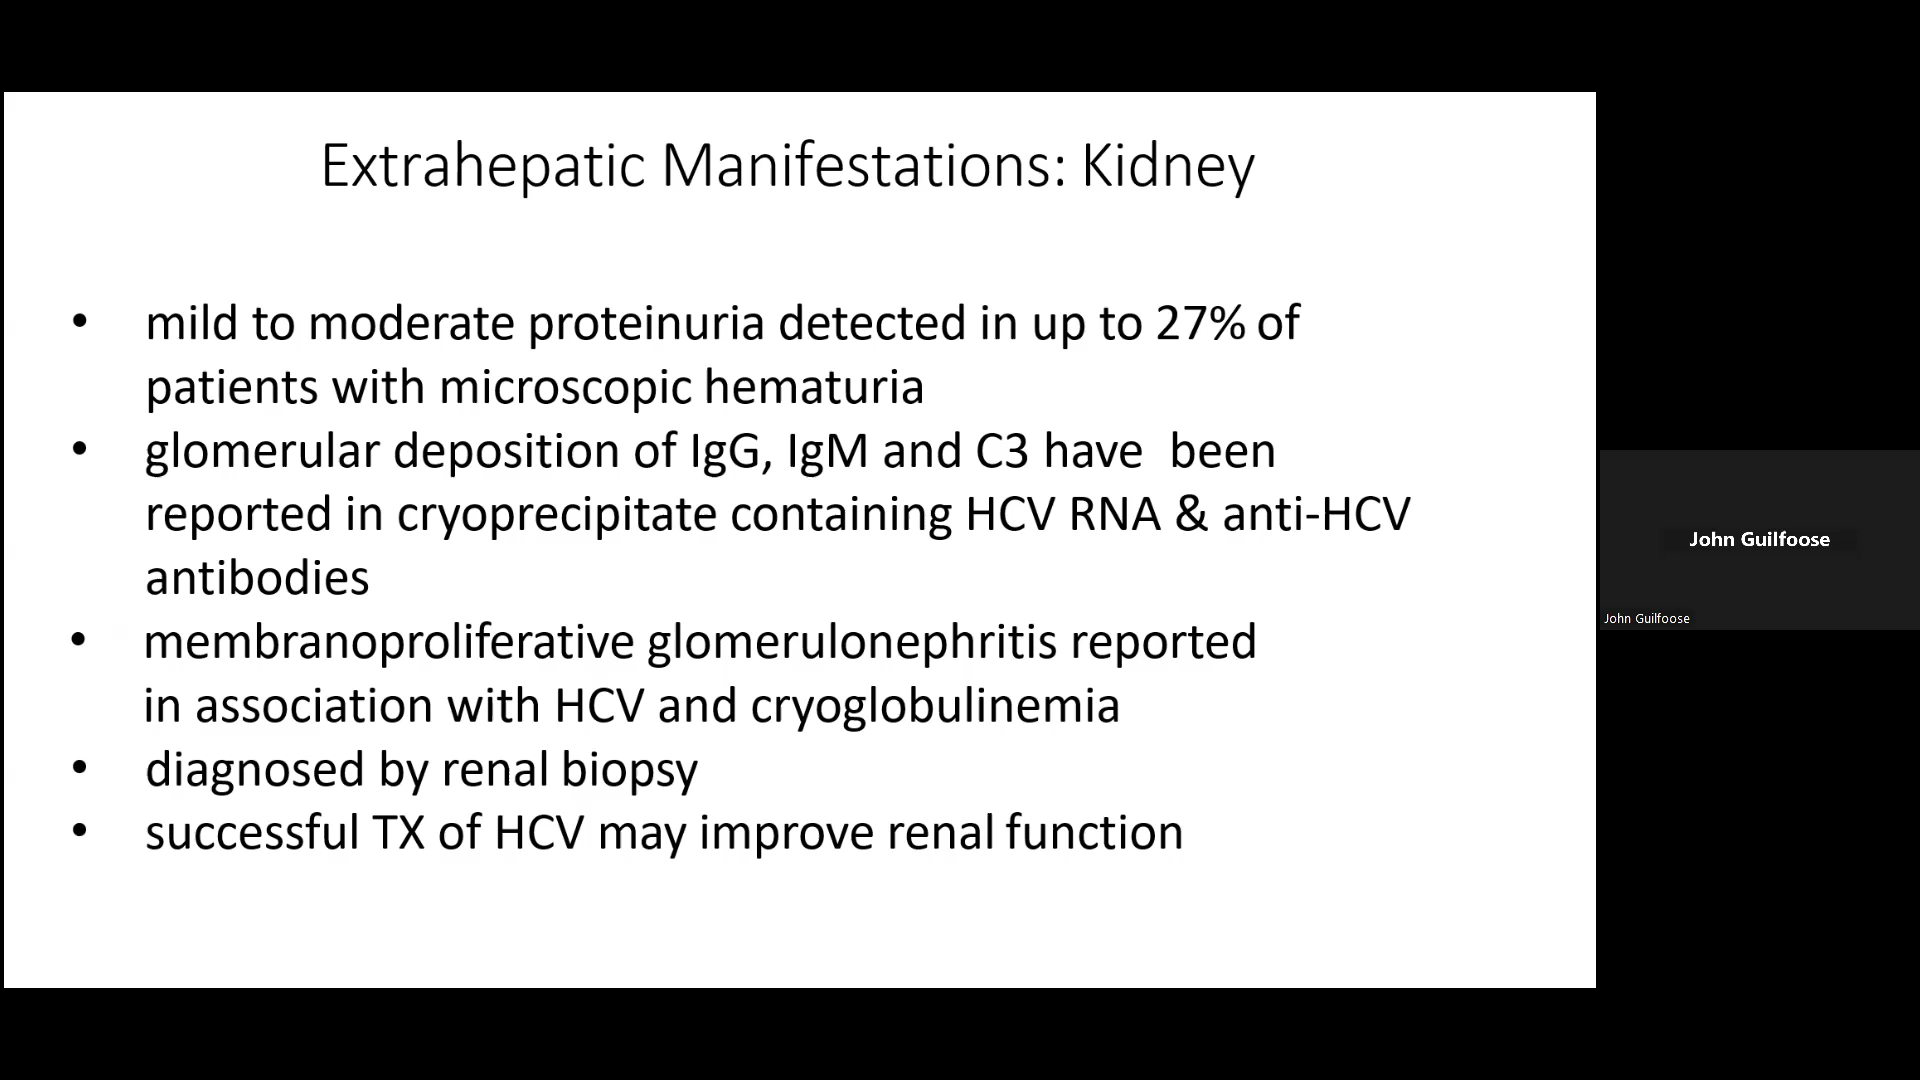 Extrahepatic Manifestations: Kidney
• mild to moderate proteinuria detected in up to 27% of
patients with microscopic hematuria
• glomerular deposition of IgG, IgM and C3 have  been
reported in cryoprecipitate containing HCV RNA & anti-HCV
antibodies
• membranoproliferative glomerulonephritis reported
in association with HCV and cryoglobulinemia
• diagnosed by renal biopsy
• successful TX of HCV may improve renal function
John Guilfoose
John Guilfoose